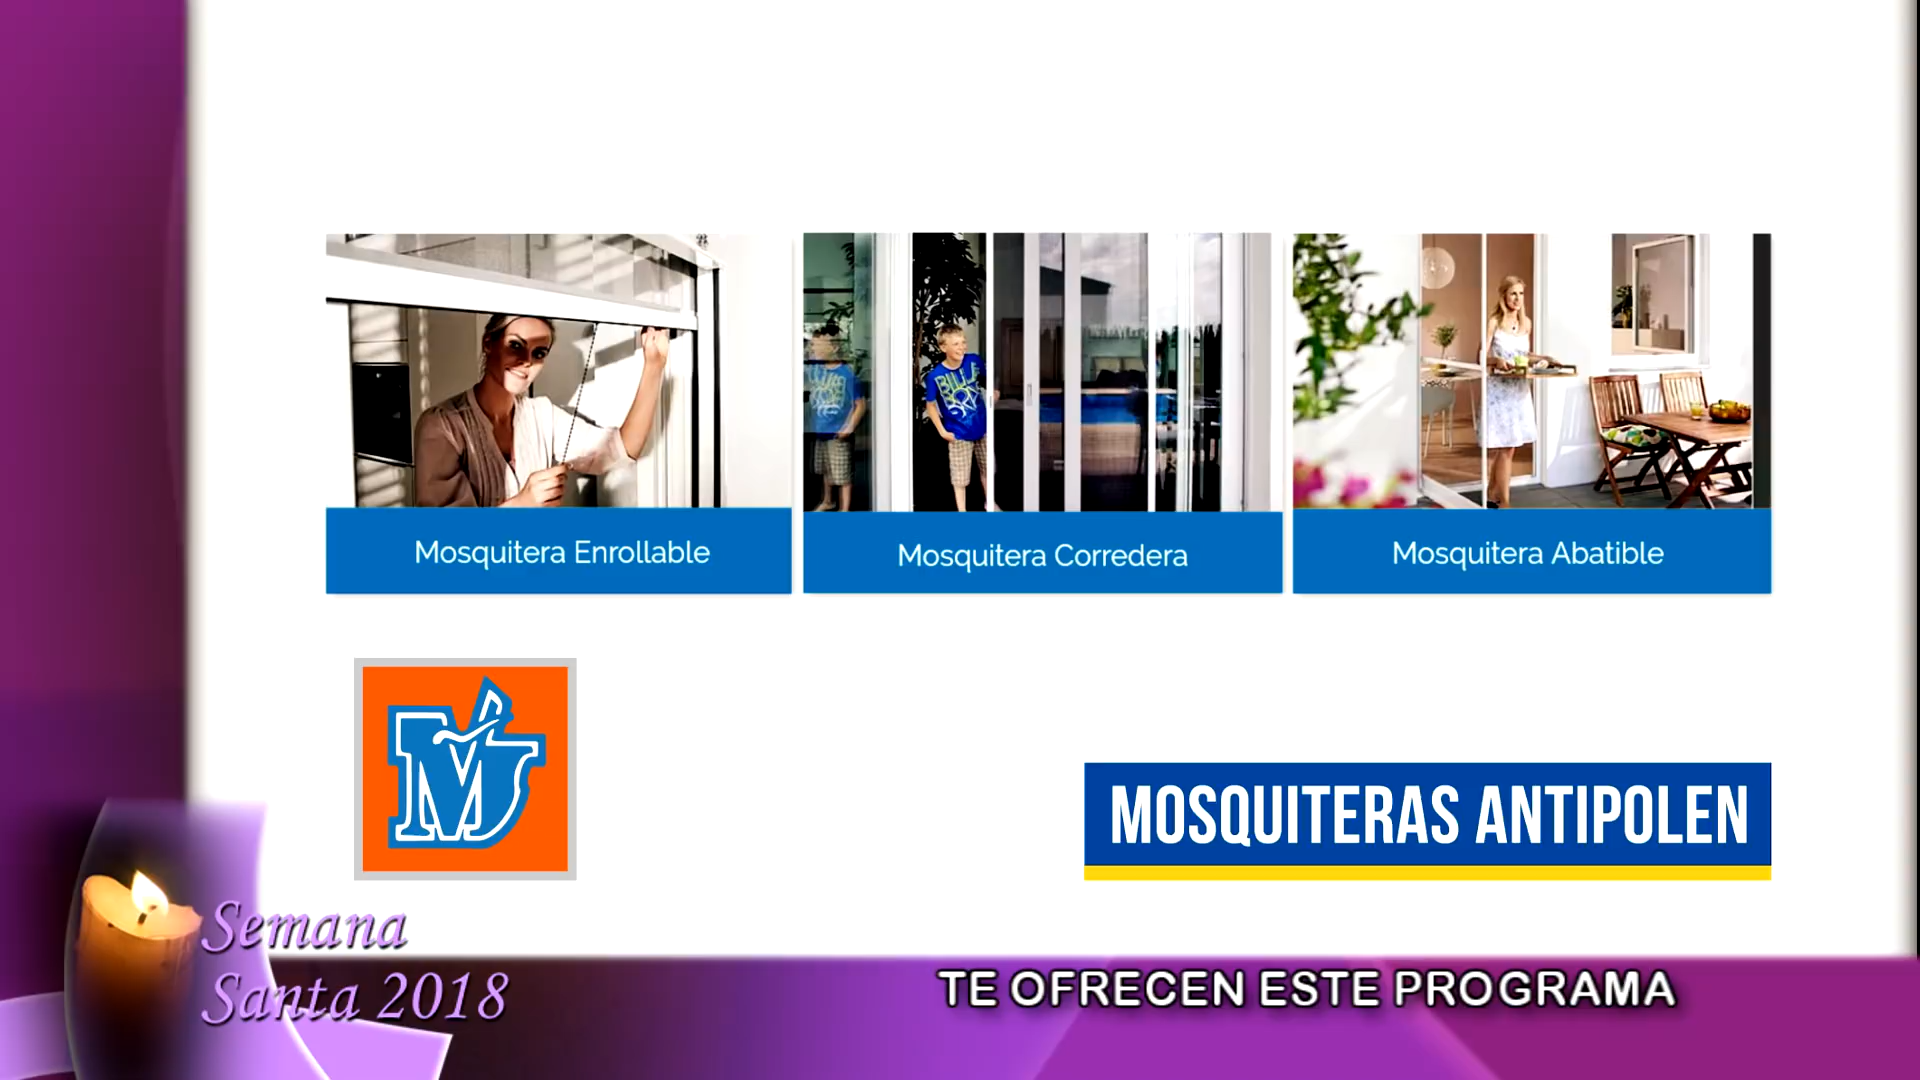 Mosquitera Enrollable
Mosquitera Corredera
Mosquitera Abatible
MOSQUITERAS ANTIPOLEN
Semana
Santa 2018
TE OFRECEN ESTE PROGRAMA